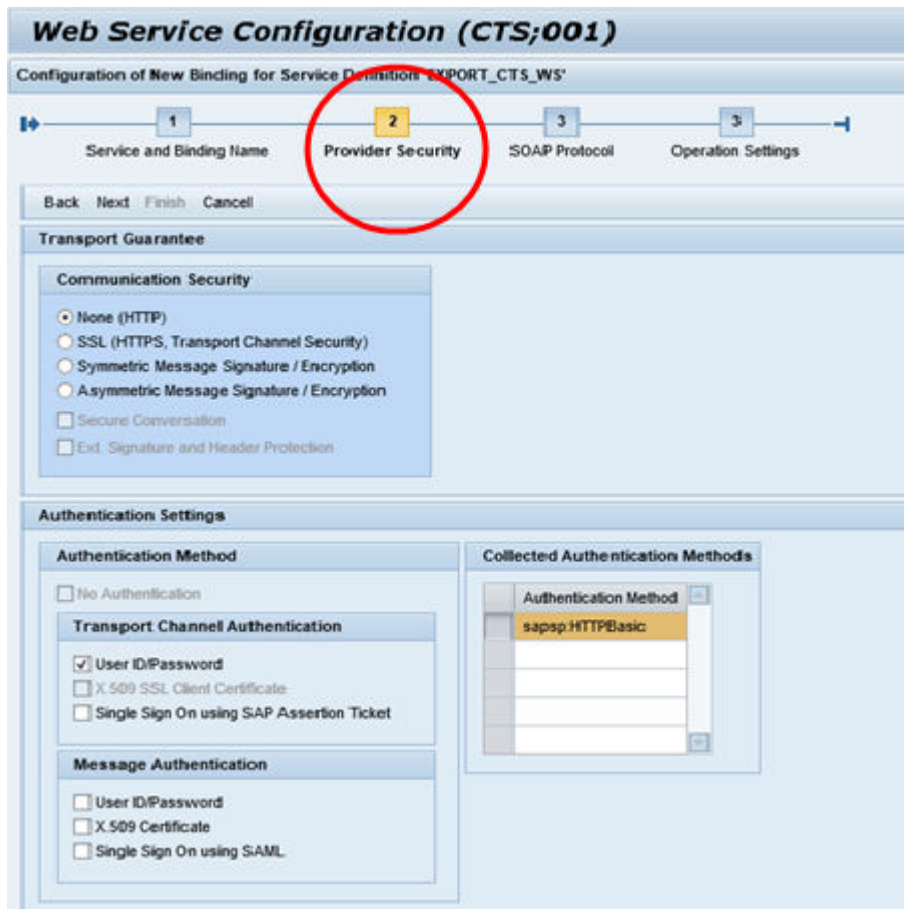 Web Service Configuration (CTS;001)
Configuration of New Binding for Service Definition 'EXPORT_CTS_WS'
1 2 3 3
Service and Binding Name Provider Security SOAP Protocol Operation Settings
Back Next Finish Cancel
Transport Guarantee
Communication Security
None (HTTP)
SSL (HTTPS, Transport Channel Security)
Symmetric Message Signature / Encryption
Asymmetric Message Signature / Encryption
Secure Conversation
Ext. Signature and Header Protection
Authentication Settings
Authentication Method
No Authentication
Transport Channel Authentication
User ID/Password
X.509 SSL Client Certificate
Single Sign On using SAP Assertion Ticket
Message Authentication
User ID/Password
X.509 Certificate
Single Sign On using SAML
Collected Authentication Methods
Authentication Method
sapsp:HTTPBasic